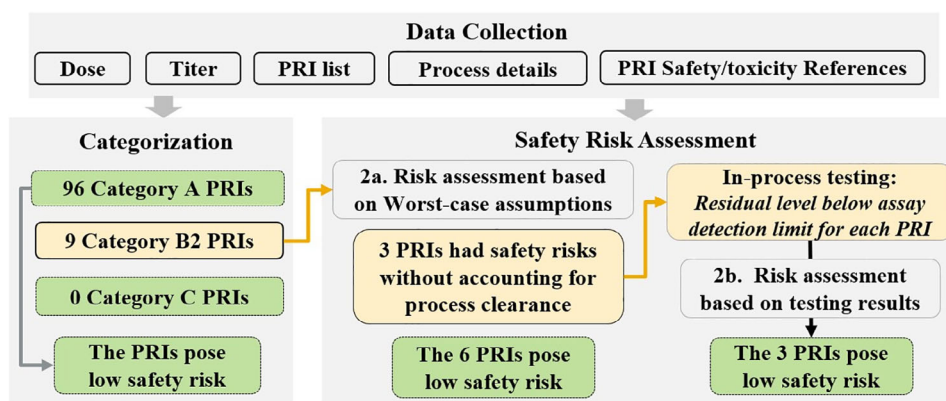 Data Collection
Dose
Titer
PRI list
Process details
PRI Safety/toxicity References
Categorization
96 Category A PRIs
9 Category B2 PRIs
0 Category C PRIs
The PRIs pose
low safety risk
Safety Risk Assessment
2a. Risk assessment based
on Worst-case assumptions
3 PRIs had safety risks
without accounting for
process clearance
The 6 PRIs pose
low safety risk
In-process testing:
Residual level below assay
detection limit for each PRI
2b. Risk assessment
based on testing results
The 3 PRIs pose
low safety risk